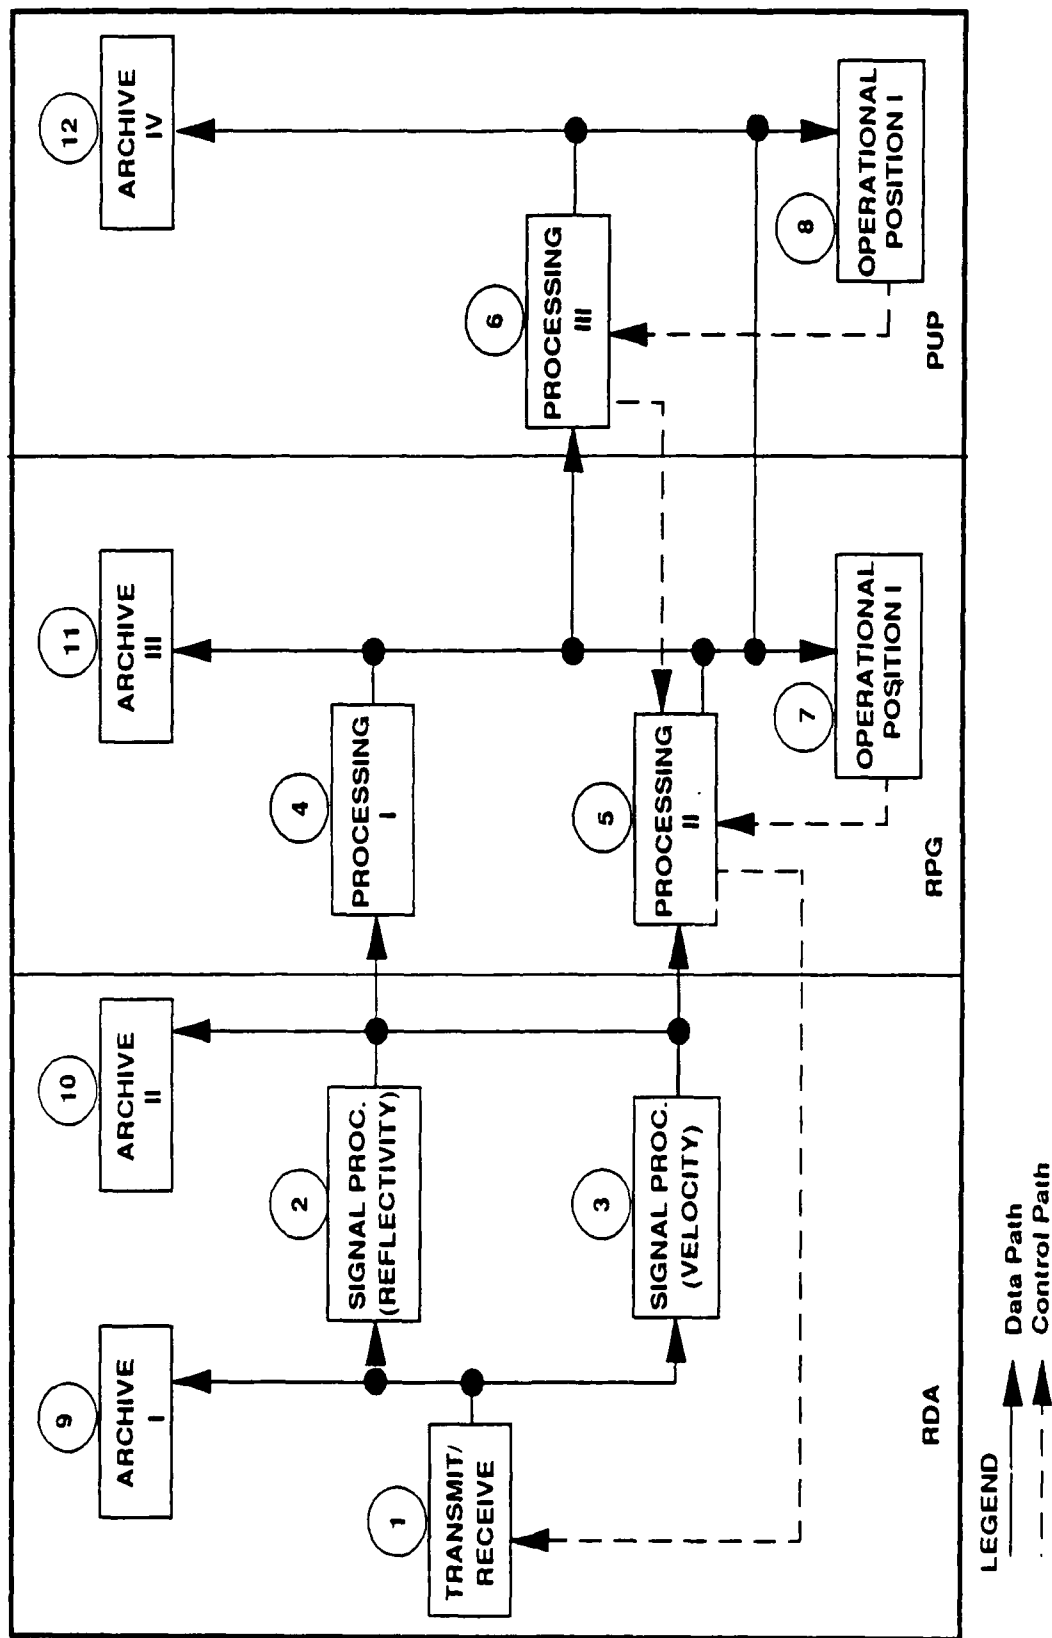 9
ARCHIVE
I
10
ARCHIVE
II
11
ARCHIVE
III
12
ARCHIVE
IV
1
TRANSMIT/
RECEIVE
2
SIGNAL PROC.
(REFLECTIVITY)
4
PROCESSING
I
6
PROCESSING
III
3
SIGNAL PROC.
(VELOCITY)
5
PROCESSING
II
7
OPERATIONAL
POSITION I
8
OPERATIONAL
POSITION I
RDA
RPG
PUP
LEGEND
Data Path
Control Path